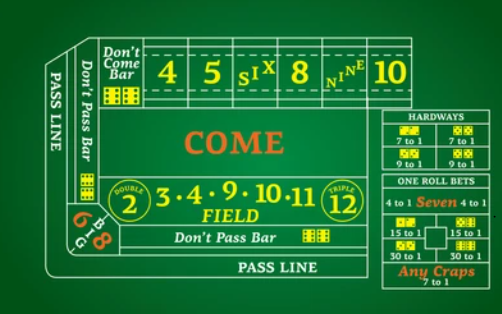 Don't
Come
Bar
4 5 SIX 8 NINE 10
PASS LINE
Don't Pass Bar
COME
HARDWAYS
7 to 1 7 to 1
9 to 1 9 to 1
ONE ROLL BETS
4 to 1 Seven 4 to 1
15 to 1 15 to 1
30 to 1 30 to 1
Any Craps
7 to 1
DOUBLE
2
3 · 4 · 9 · 10 · 11
TRIPLE
12
FIELD
6 BIG 8
Don't Pass Bar
PASS LINE